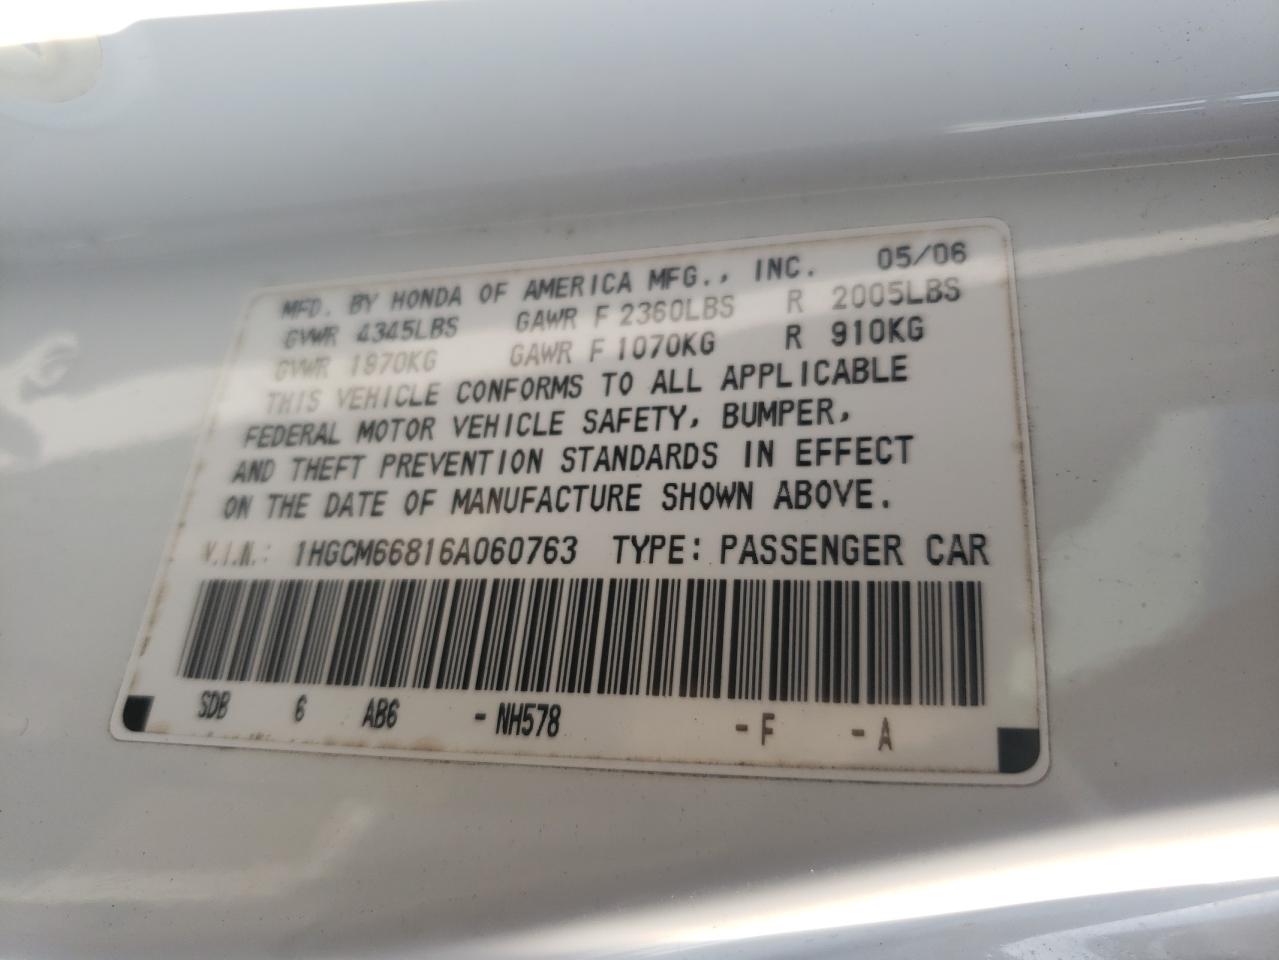 MFD. BY HONDA OF AMERICA MFG., INC. 05/06
GVWR 4345LBS GAWR F 2360LBS R 2005LBS
GVWR 1970KG GAWR F 1070KG R 910KG
THIS VEHICLE CONFORMS TO ALL APPLICABLE
FEDERAL MOTOR VEHICLE SAFETY, BUMPER,
AND THEFT PREVENTION STANDARDS IN EFFECT
ON THE DATE OF MANUFACTURE SHOWN ABOVE.
V.I.N.: 1HGCM66816A060763 TYPE: PASSENGER CAR
SDB 6 AB6 -NH578 -F -A